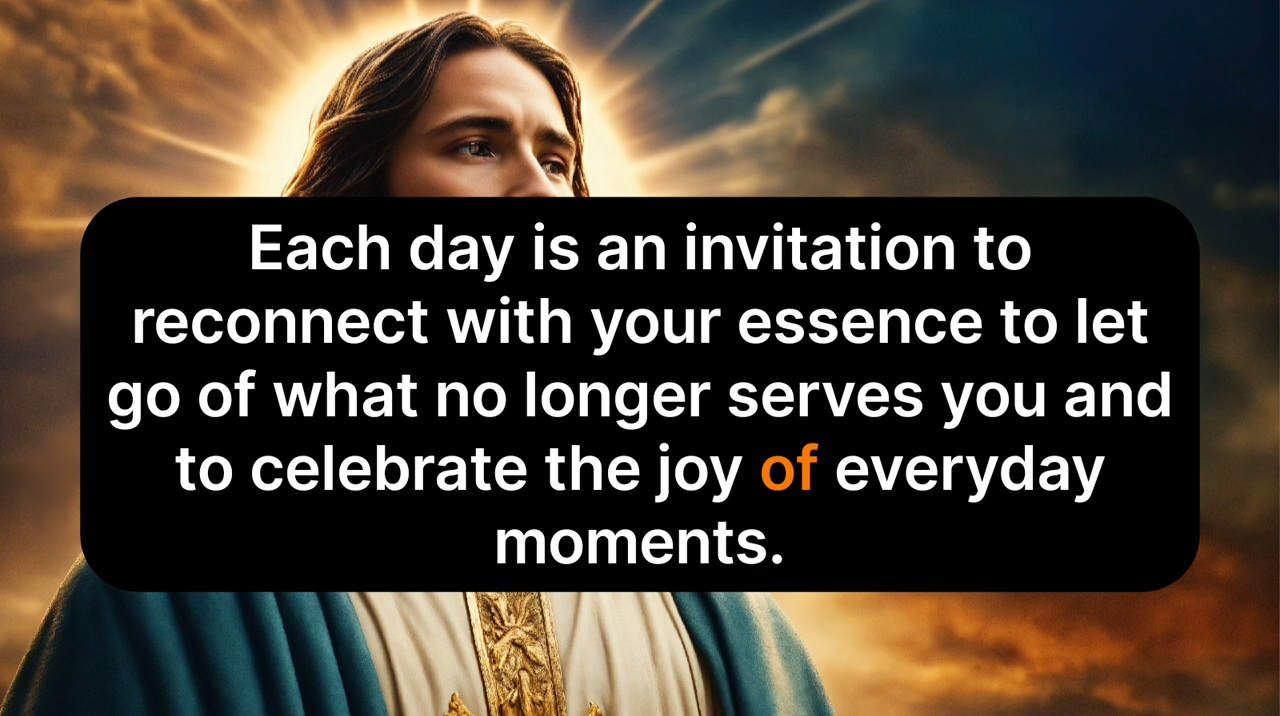 Each day is an invitation to
reconnect with your essence to let
go of what no longer serves you and
to celebrate the joy of everyday
moments.